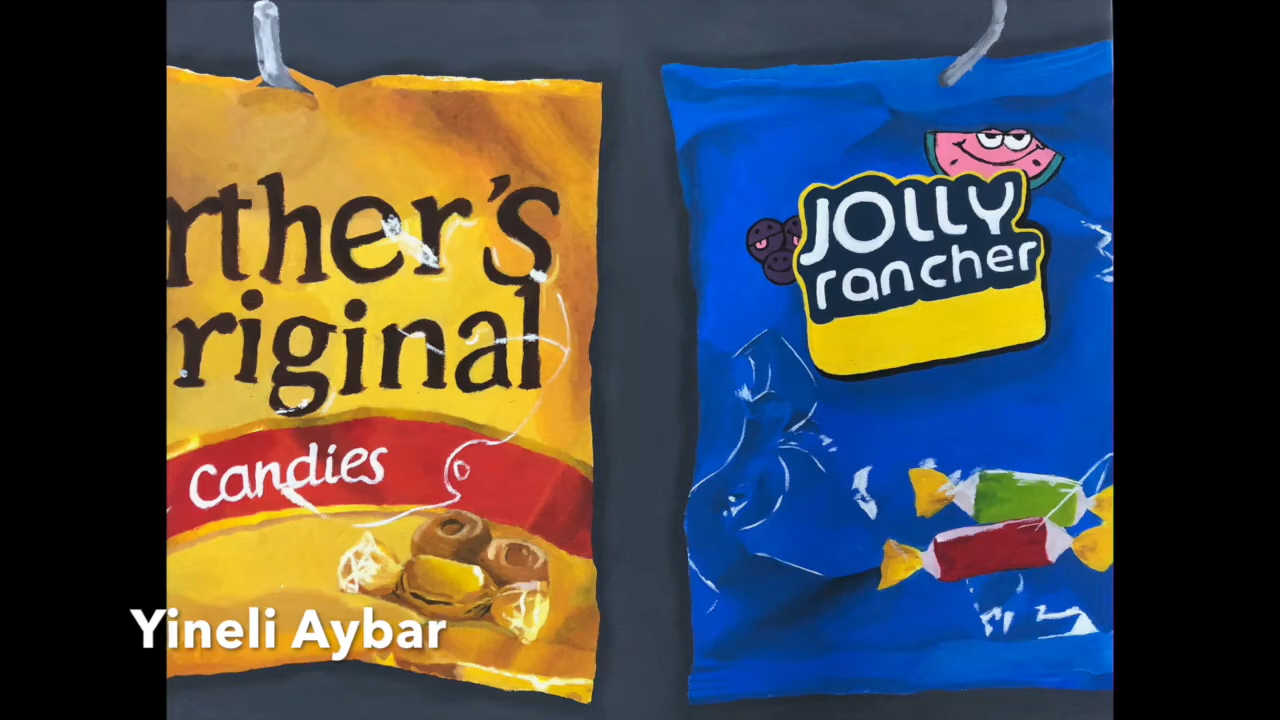 rther's
riginal
candies
JOLLY
rancher
Yineli Aybar